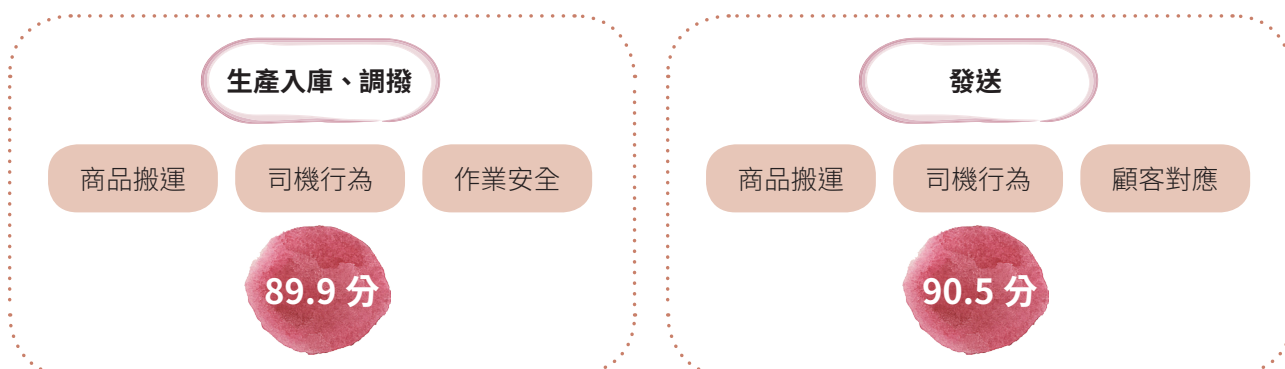 生產入庫、調撥
商品搬運
司機行為
作業安全
89.9 分
發送
商品搬運
司機行為
顧客對應
90.5 分